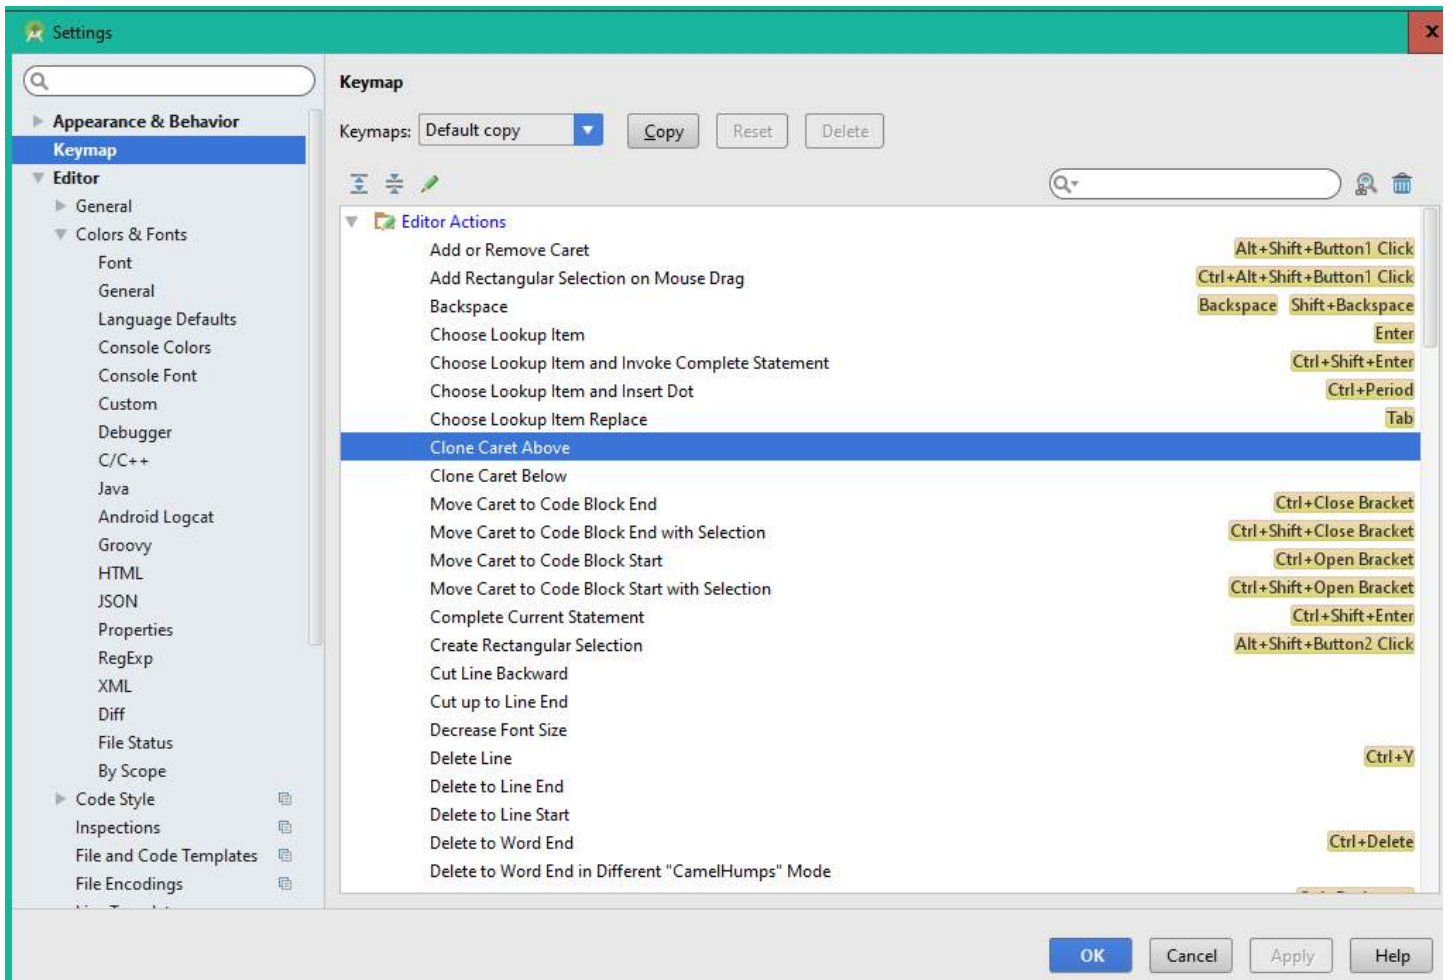 Settings
x
Appearance & Behavior
Keymap
Editor
General
Colors & Fonts
Font
General
Language Defaults
Console Colors
Console Font
Custom
Debugger
C/C++
Java
Android Logcat
Groovy
HTML
JSON
Properties
RegExp
XML
Diff
File Status
By Scope
Code Style
Inspections
File and Code Templates
File Encodings
Keymap
Keymaps: Default copy Copy Reset Delete
Editor Actions
Add or Remove Caret Alt+Shift+Button1 Click
Add Rectangular Selection on Mouse Drag Ctrl+Alt+Shift+Button1 Click
Backspace Backspace Shift+Backspace
Choose Lookup Item Enter
Choose Lookup Item and Invoke Complete Statement Ctrl+Shift+Enter
Choose Lookup Item and Insert Dot Ctrl+Period
Choose Lookup Item Replace Tab
Clone Caret Above
Clone Caret Below
Move Caret to Code Block End Ctrl+Close Bracket
Move Caret to Code Block End with Selection Ctrl+Shift+Close Bracket
Move Caret to Code Block Start Ctrl+Open Bracket
Move Caret to Code Block Start with Selection Ctrl+Shift+Open Bracket
Complete Current Statement Ctrl+Shift+Enter
Create Rectangular Selection Alt+Shift+Button2 Click
Cut Line Backward
Cut up to Line End
Decrease Font Size
Delete Line Ctrl+Y
Delete to Line End
Delete to Line Start
Delete to Word End Ctrl+Delete
Delete to Word End in Different "CamelHumps" Mode
OK Cancel Apply Help